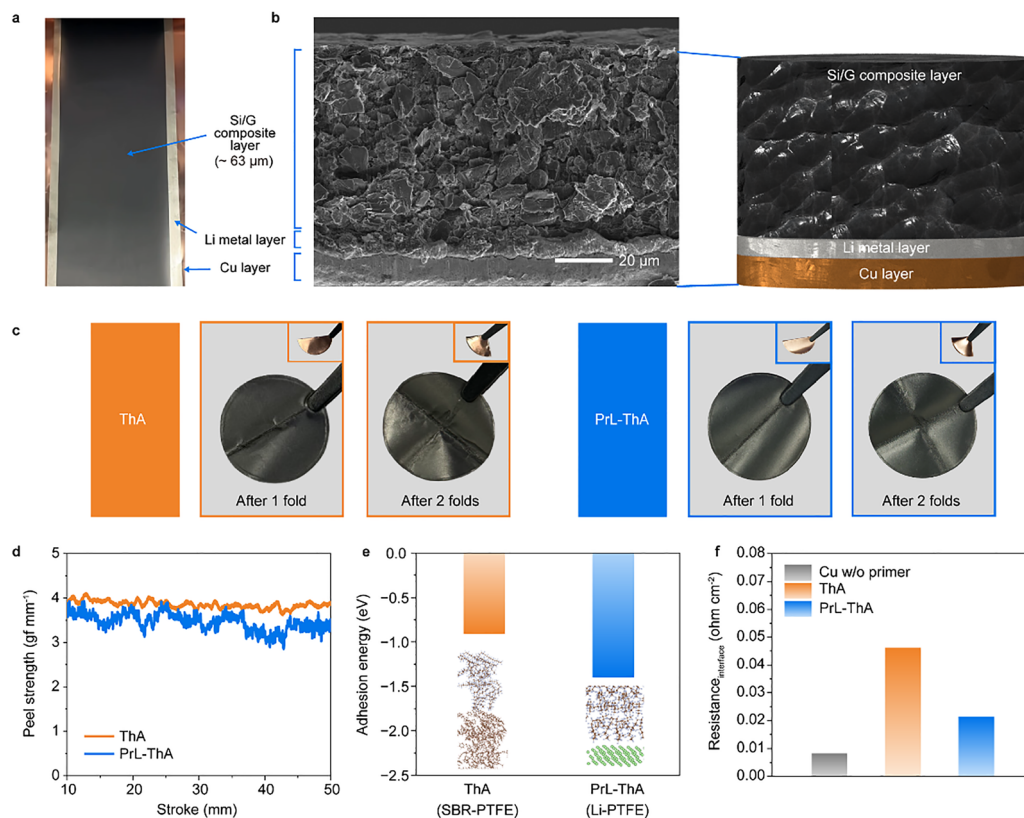 a
b
Si/G
composite
layer
(~ 63 μm)
Li metal layer
Cu layer
20 μm
Si/G composite layer
Li metal layer
Cu layer
c
ThA
After 1 fold
After 2 folds
PrL-ThA
After 1 fold
After 2 folds
d
Peel strength (gf mm⁻¹)
5
4
3
2
1
0
ThA
PrL-ThA
10 20 30 40 50
Stroke (mm)
e
Adhesion energy (eV)
0.0
−0.5
−1.0
−1.5
−2.0
−2.5
ThA
(SBR-PTFE)
PrL-ThA
(Li-PTFE)
f
Resistanceinterface (ohm cm⁻²)
0.08
0.07
0.06
0.05
0.04
0.02
0.01
0.00
Cu w/o primer
ThA
PrL-ThA